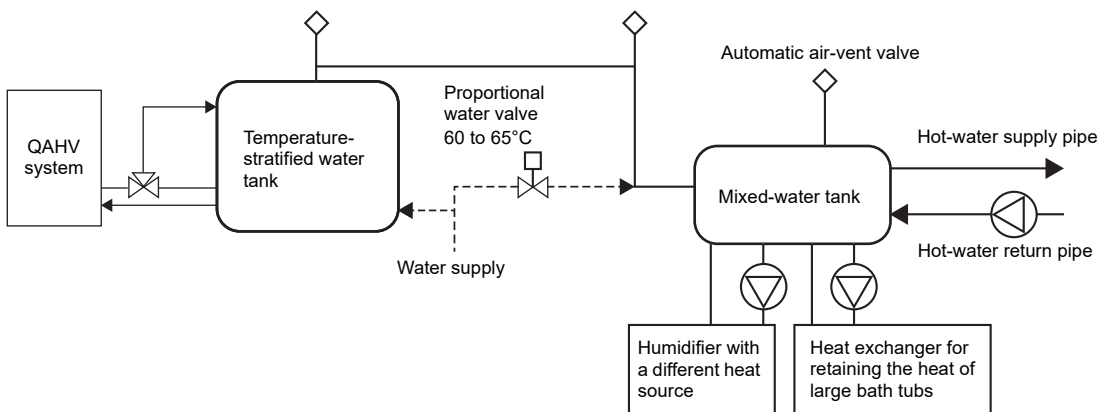 QAHV
system
Temperature-
stratified water
tank
Proportional
water valve
60 to 65°C
Water supply
Automatic air-vent valve
Mixed-water tank
Hot-water supply pipe
Hot-water return pipe
Humidifier with
a different heat
source
Heat exchanger for
retaining the heat of
large bath tubs